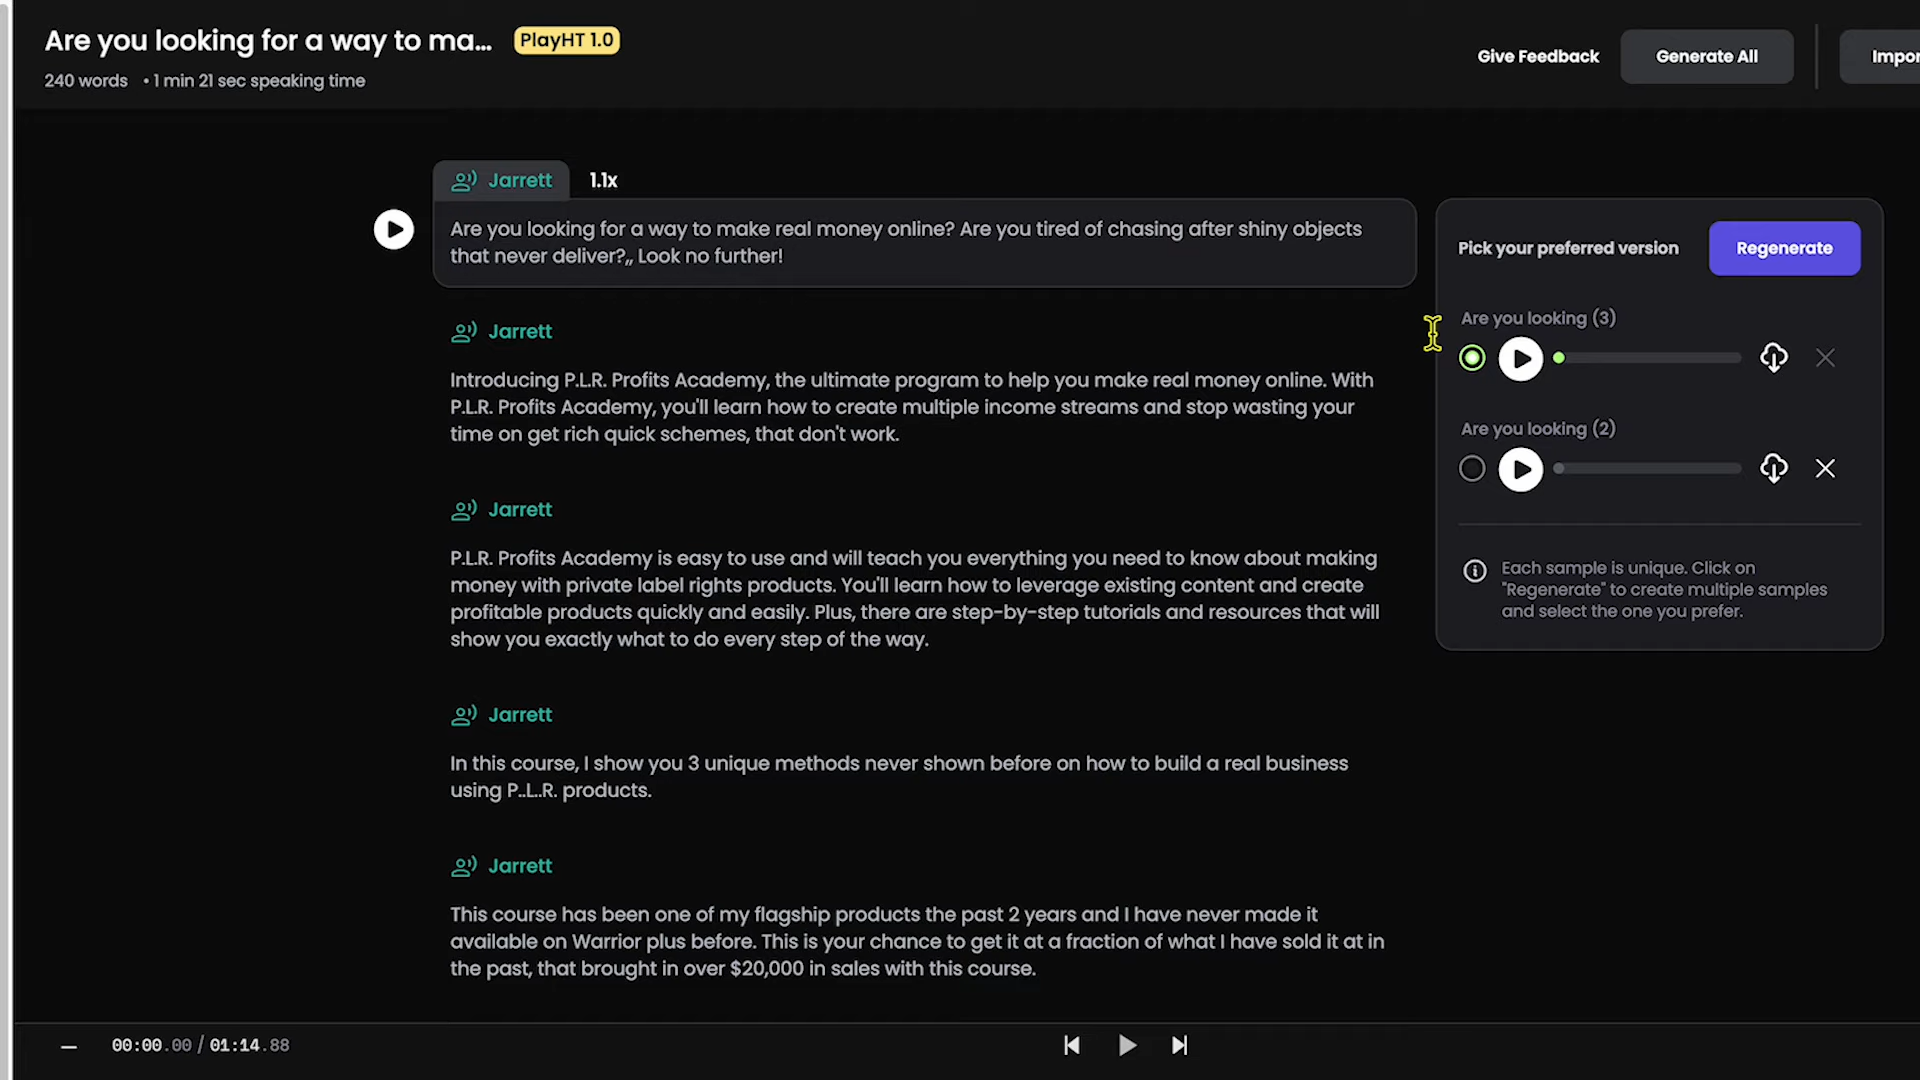 Are you looking for a way to ma...
PlayHT 1.0
240 words • 1 min 21 sec speaking time
Give Feedback
Generate All
Impor
Jarrett
1.1x
Are you looking for a way to make real money online? Are you tired of chasing after shiny objects
that never deliver?,, Look no further!
Pick your preferred version
Regenerate
Are you looking (3)
Are you looking (2)
Each sample is unique. Click on
"Regenerate" to create multiple samples
and select the one you prefer.
Jarrett
Introducing P.L.R. Profits Academy, the ultimate program to help you make real money online. With
P.L.R. Profits Academy, you'll learn how to create multiple income streams and stop wasting your
time on get rich quick schemes, that don't work.
Jarrett
P.L.R. Profits Academy is easy to use and will teach you everything you need to know about making
money with private label rights products. You'll learn how to leverage existing content and create
profitable products quickly and easily. Plus, there are step-by-step tutorials and resources that will
show you exactly what to do every step of the way.
Jarrett
In this course, I show you 3 unique methods never shown before on how to build a real business
using P..L..R. products.
Jarrett
This course has been one of my flagship products the past 2 years and I have never made it
available on Warrior plus before. This is your chance to get it at a fraction of what I have sold it at in
the past, that brought in over $20,000 in sales with this course.
00:00.00 / 01:14.88